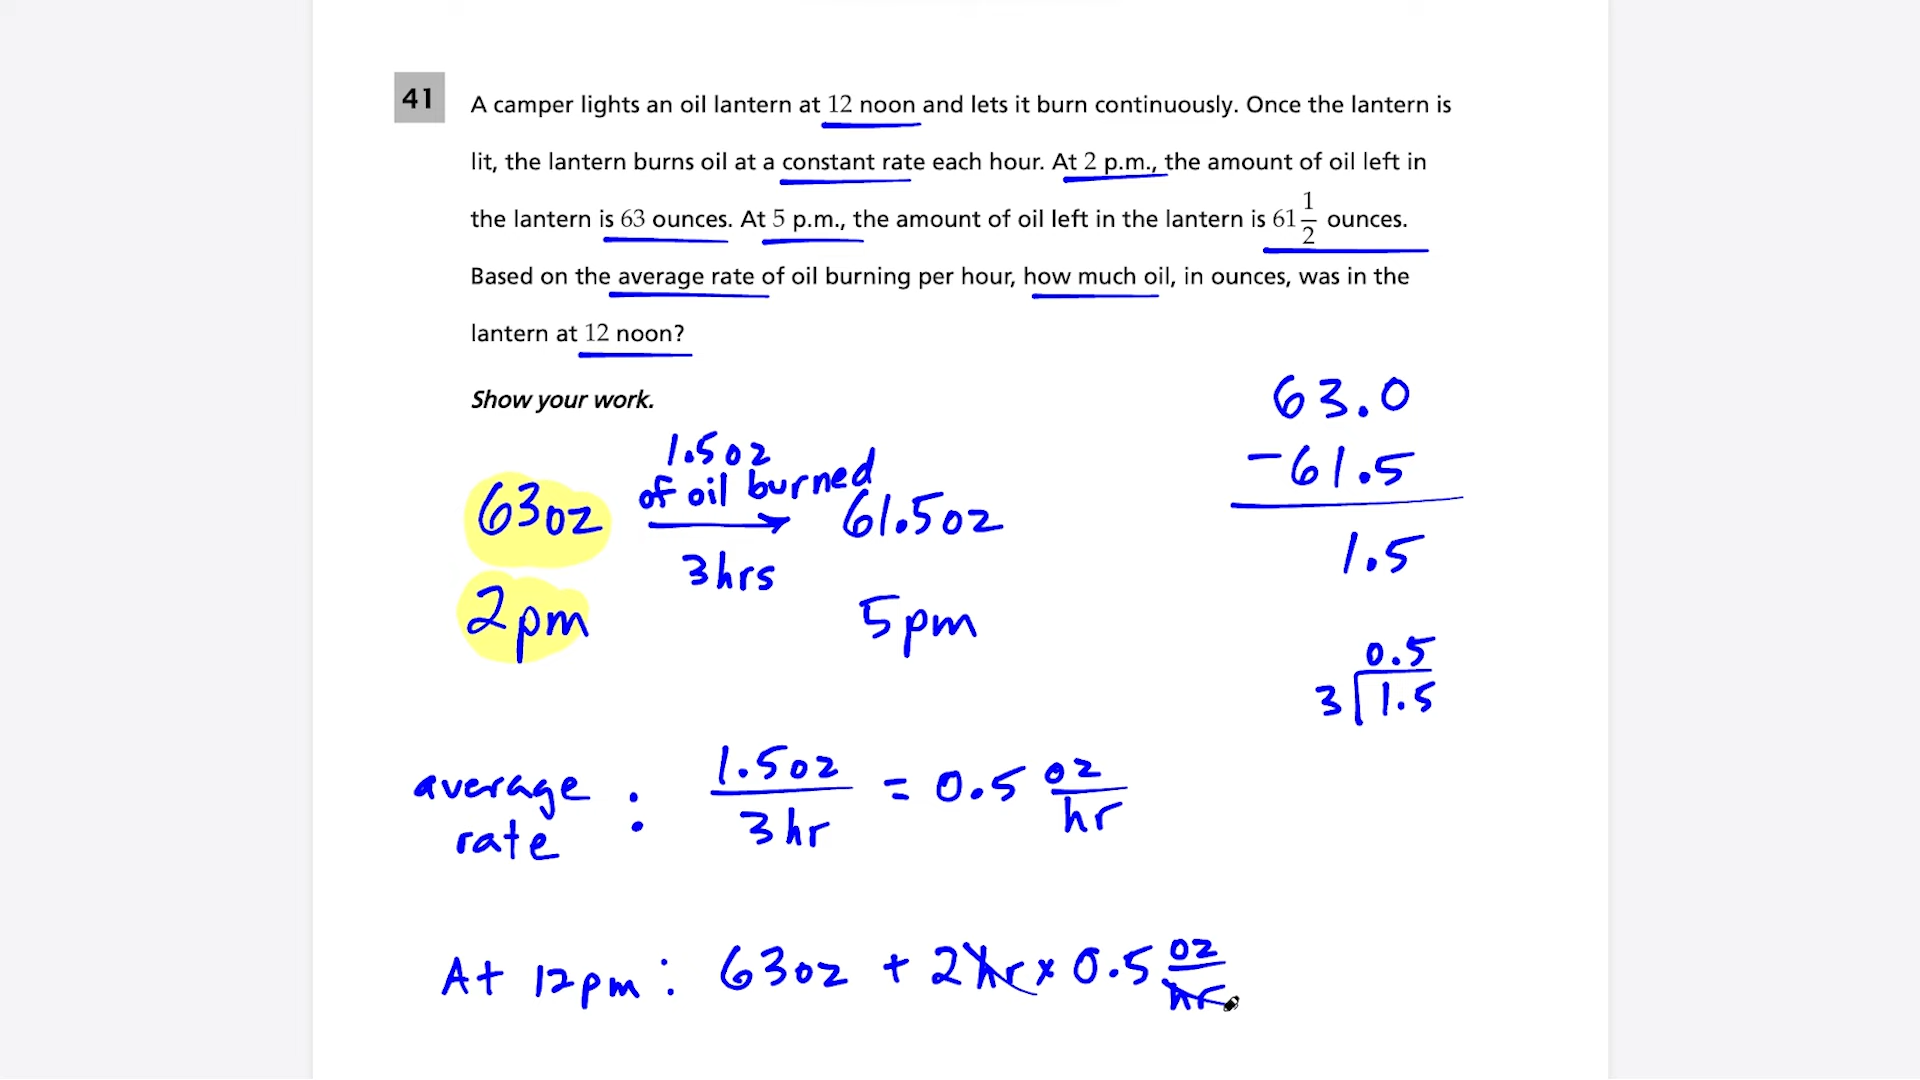 41
A camper lights an oil lantern at 12 noon and lets it burn continuously. Once the lantern is
lit, the lantern burns oil at a constant rate each hour. At 2 p.m., the amount of oil left in
the lantern is 63 ounces. At 5 p.m., the amount of oil left in the lantern is 61 1/2 ounces.
Based on the average rate of oil burning per hour, how much oil, in ounces, was in the
lantern at 12 noon?
Show your work.
63.0
-61.5
1.5
1.5oz
of oil burned
63oz → 61.5oz
3hrs
2pm 5pm
0.5
3 1.5
average rate : 1.5oz/3hr = 0.5 oz/hr
At 12pm : 63oz + 2hr x 0.5 oz/hr